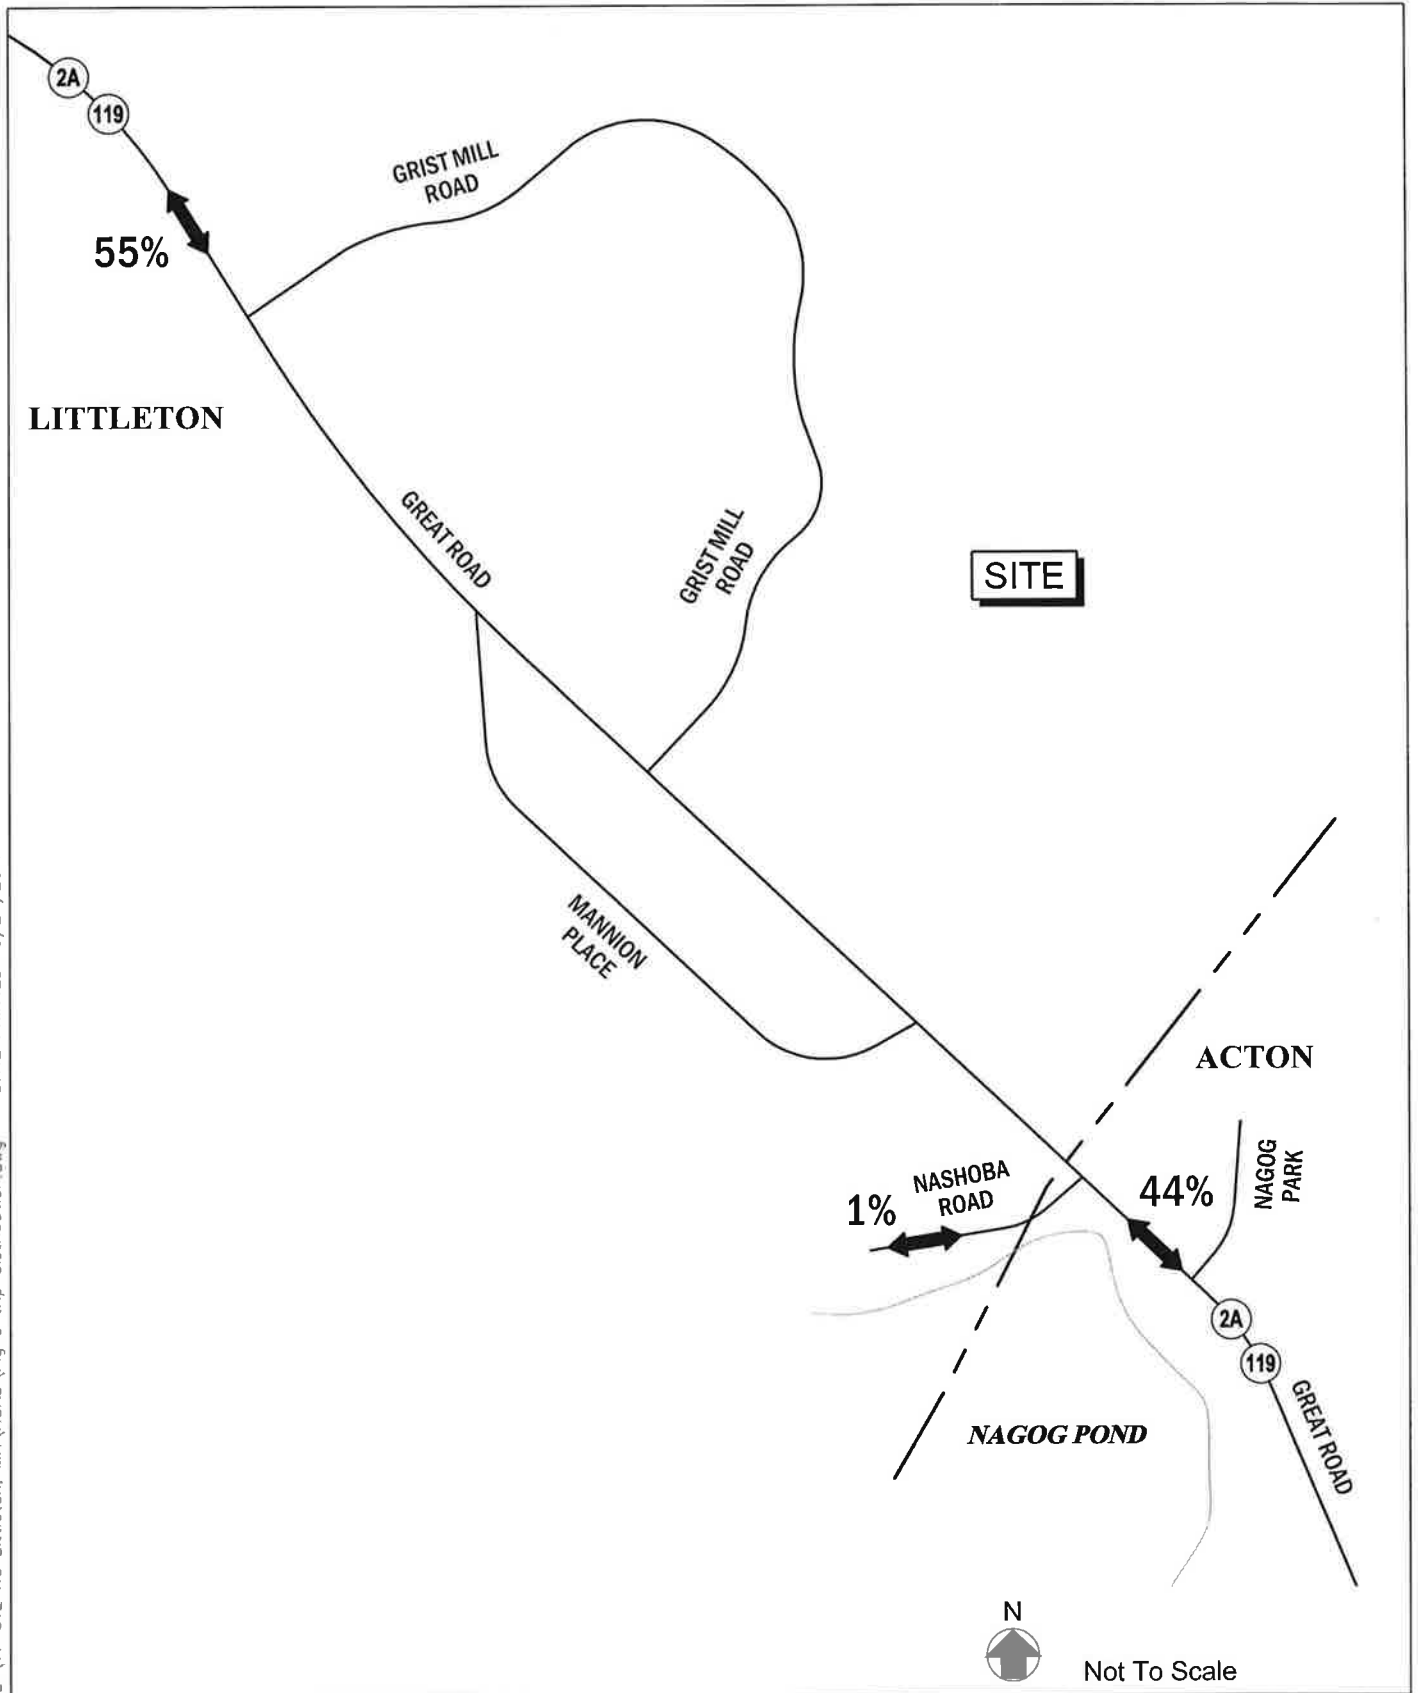 2A
119
GRIST MILL
ROAD
55%
LITTLETON
GREAT ROAD
GRIST MILL
ROAD
SITE
MANNION
PLACE
ACTON
NASHOBA
ROAD
1%
44%
NAGOG
PARK
2A
119
GREAT ROAD
NAGOG POND
N
Not To Scale